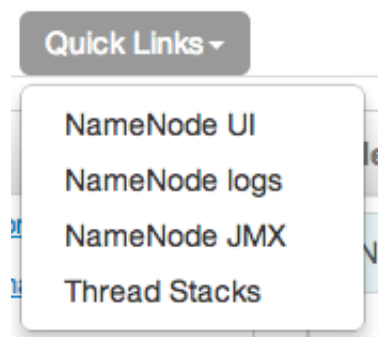 Quick Links
NameNode UI
NameNode logs
NameNode JMX
Thread Stacks